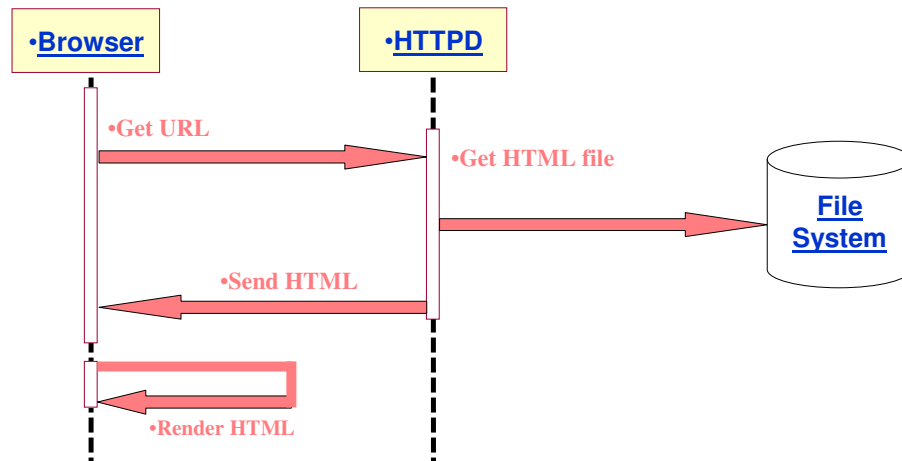 •Browser
•HTTPD
•Get URL
•Get HTML file
File
System
•Send HTML
•Render HTML